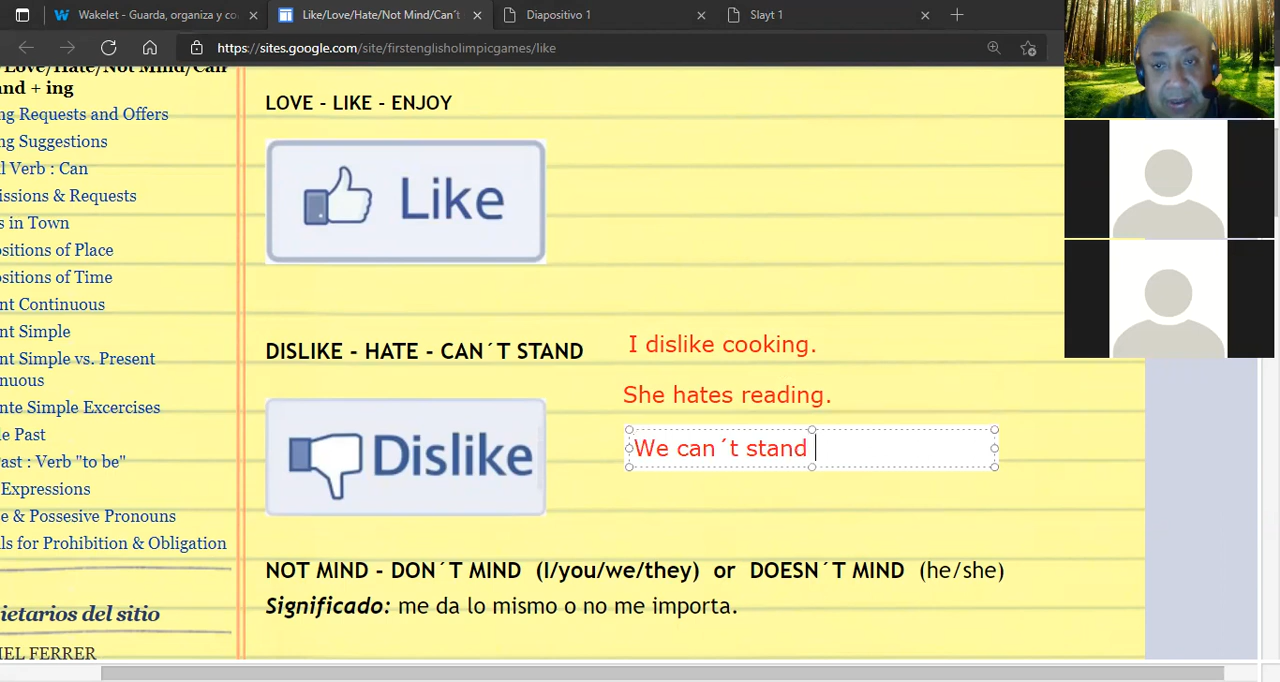 Wakelet - Guarda, organiza y co
Like/Love/Hate/Not Mind/Can´t
Diapositivo 1
Slayt 1
https://sites.google.com/site/firstenglisholimpicgames/like
Love/Hate/Not Mind/Can
nd + ing
ng Requests and Offers
ng Suggestions
l Verb : Can
issions & Requests
s in Town
ositions of Place
ositions of Time
nt Continuous
nt Simple
nt Simple vs. Present
nuous
nte Simple Excercises
le Past
Past : Verb "to be"
Expressions
e & Possesive Pronouns
ls for Prohibition & Obligation
ietarios del sitio
IEL FERRER
LOVE - LIKE - ENJOY
Like
DISLIKE - HATE - CAN´T STAND
I dislike cooking.
She hates reading.
Dislike
We can´t stand
NOT MIND - DON´T MIND (I/you/we/they) or DOESN´T MIND (he/she)
Significado: me da lo mismo o no me importa.